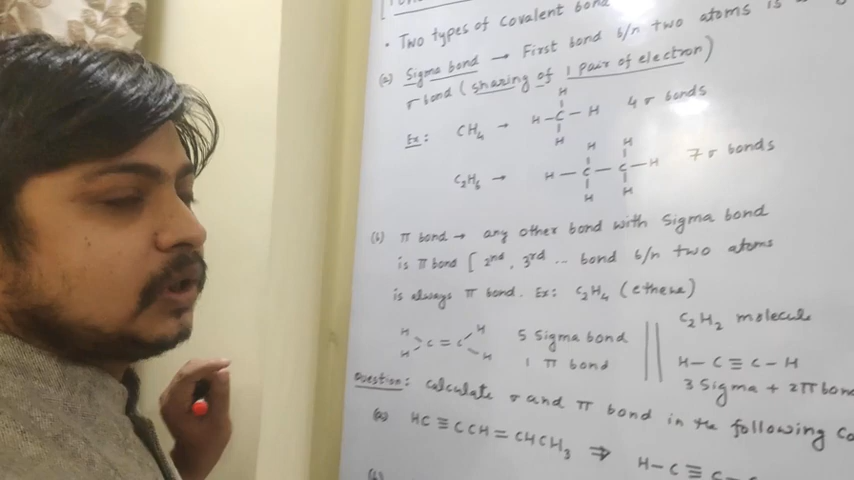 • Two types of covalent bond
(a) Sigma bond → First bond b/n two atoms is
σ bond (sharing of 1 pair of electron)
Ex: CH₄ → H-C-H 4 σ bonds
H
H
C₂H₆ → H-C-C-H 7 σ bonds
H H
H H
(b) π bond → any other bond with Sigma bond
is π bond [2nd, 3rd ... bond b/n two atoms
is always π bond. Ex: C₂H₄ (ethene)
H H C = C H H 5 Sigma bond
1 π bond
C₂H₂ molecule
H-C≡C-H
3 Sigma + 2π bond
Question: Calculate σ and π bond in the following Co
(a) HC≡CCH=CHCH₃ ⇒ H-C≡C-C
(b)